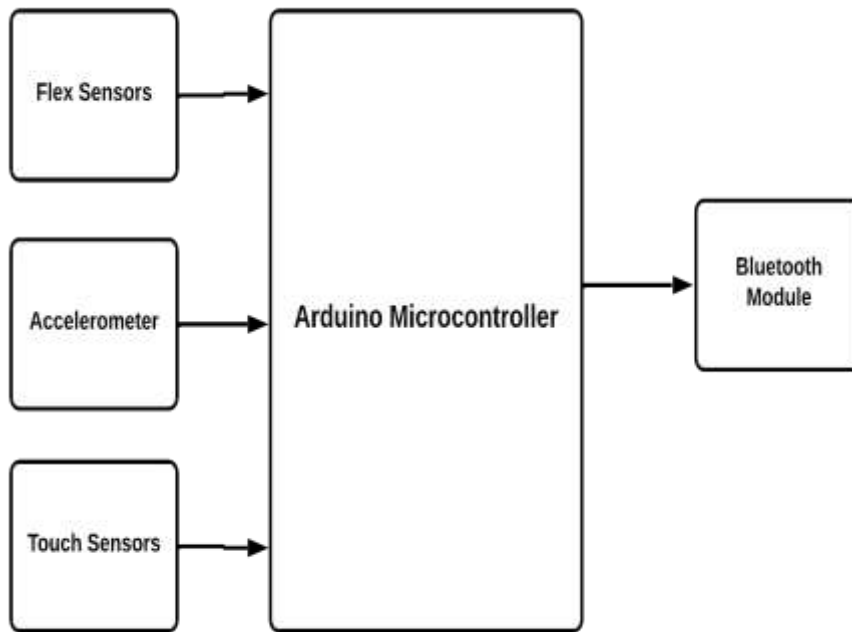 Flex Sensors
Accelerometer
Touch Sensors
Arduino Microcontroller
Bluetooth
Module